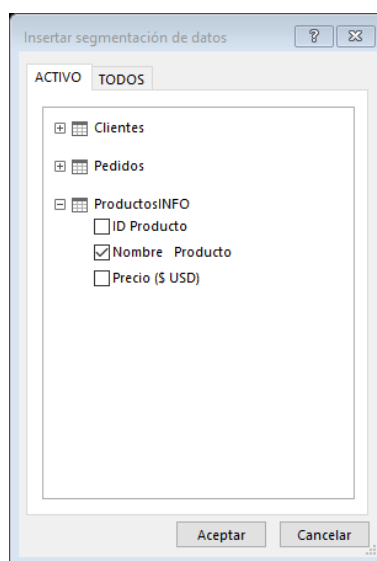 Insertar segmentación de datos
ACTIVO TODOS
Clientes
Pedidos
ProductosINFO
ID Producto
Nombre Producto
Precio ($ USD)
Aceptar Cancelar